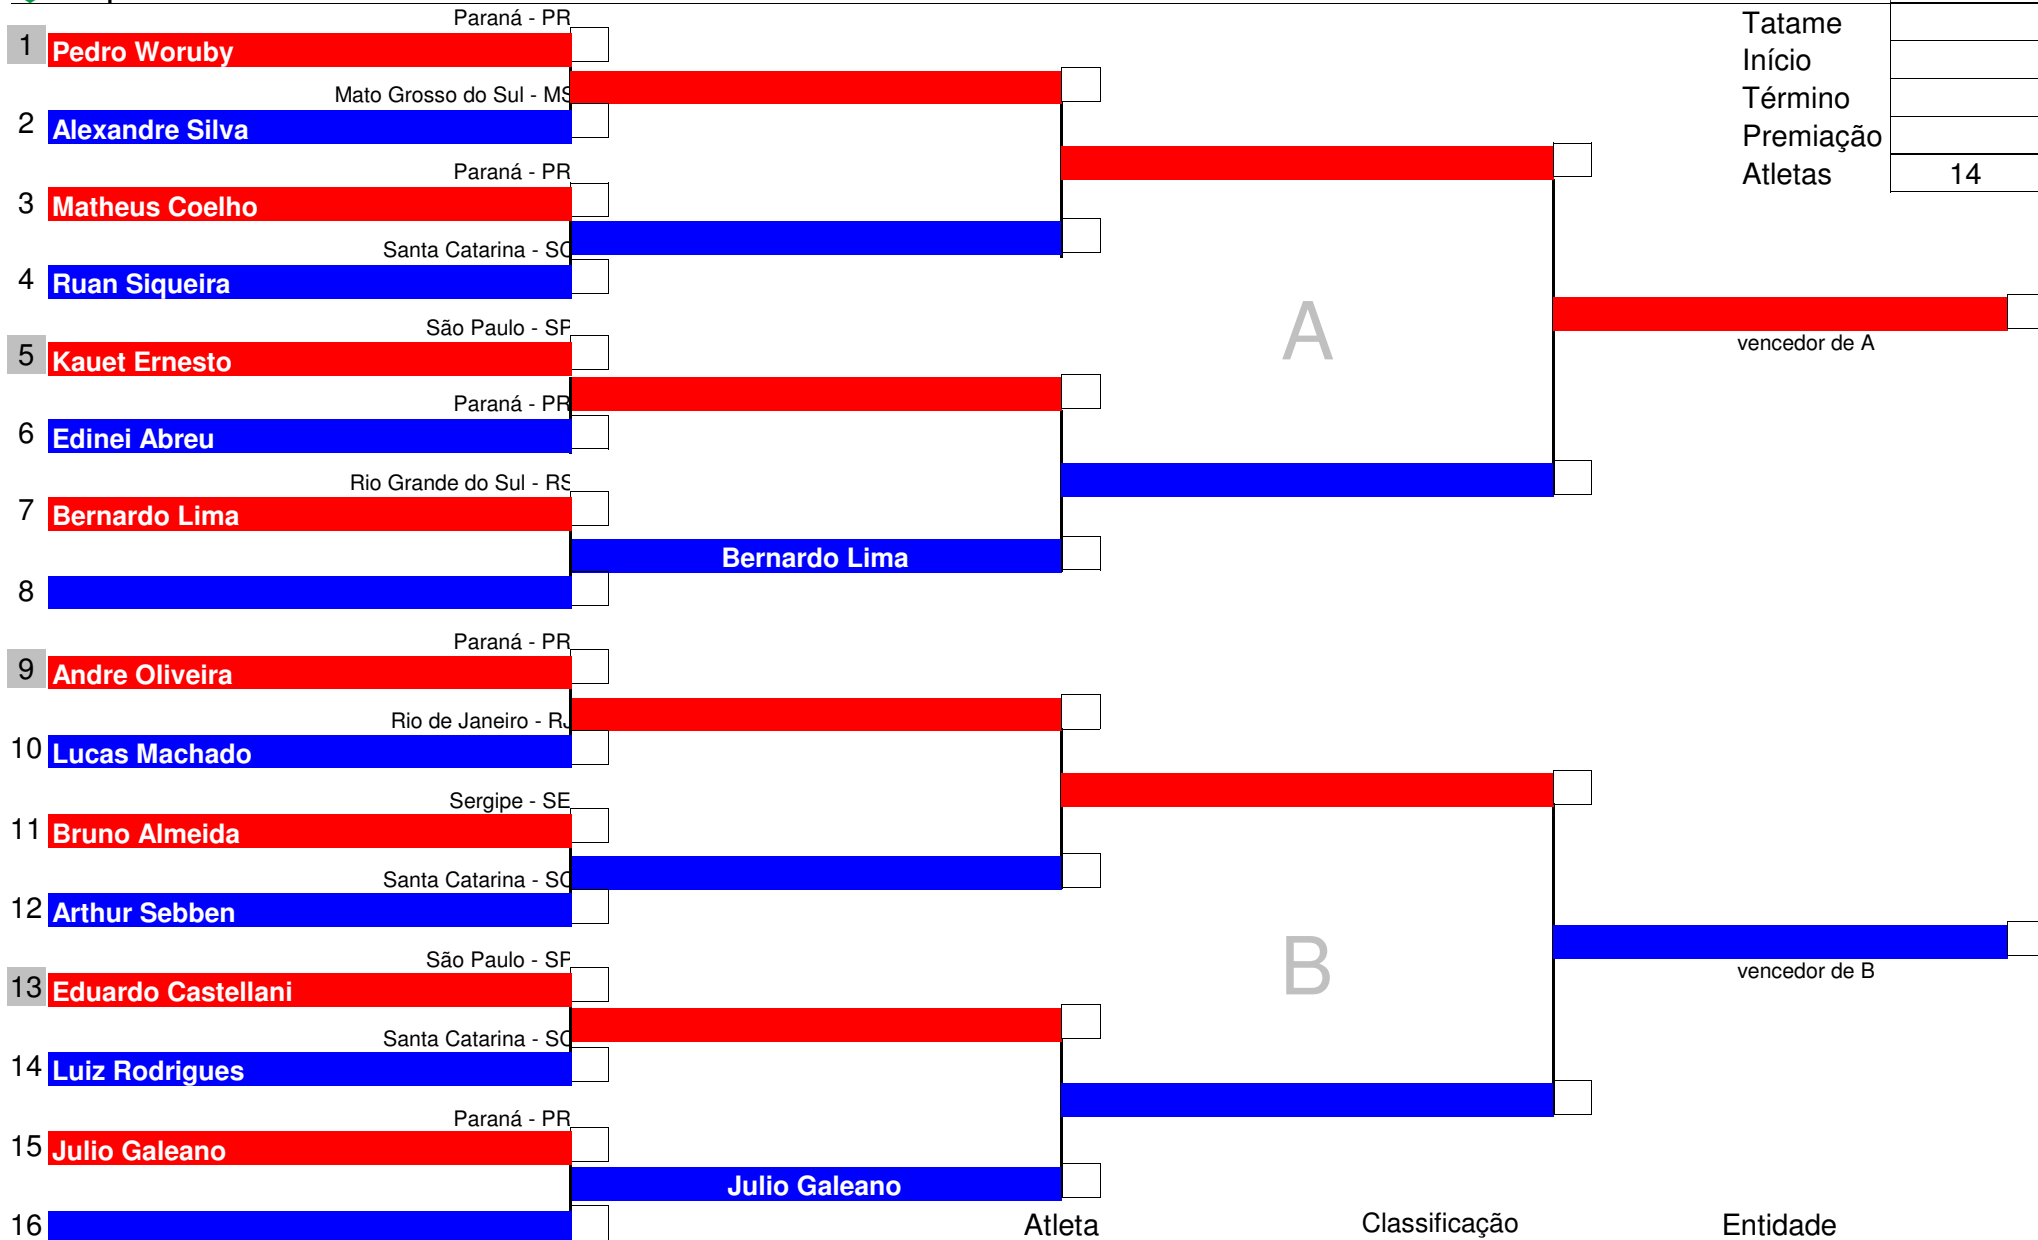 Paraná - PR
1 Pedro Woruby
Mato Grosso do Sul - MS
2 Alexandre Silva
Paraná - PR
3 Matheus Coelho
Santa Catarina - SC
4 Ruan Siqueira
São Paulo - SP
5 Kauet Ernesto
Paraná - PR
6 Edinei Abreu
Rio Grande do Sul - RS
7 Bernardo Lima
Bernardo Lima
8
Paraná - PR
9 Andre Oliveira
Rio de Janeiro - RJ
10 Lucas Machado
Sergipe - SE
11 Bruno Almeida
Santa Catarina - SC
12 Arthur Sebben
São Paulo - SP
13 Eduardo Castellani
Santa Catarina - SC
14 Luiz Rodrigues
Paraná - PR
15 Julio Galeano
Julio Galeano
16
A
B
vencedor de A
vencedor de B
Tatame
Início
Término
Premiação
Atletas 14
Atleta Classificação Entidade